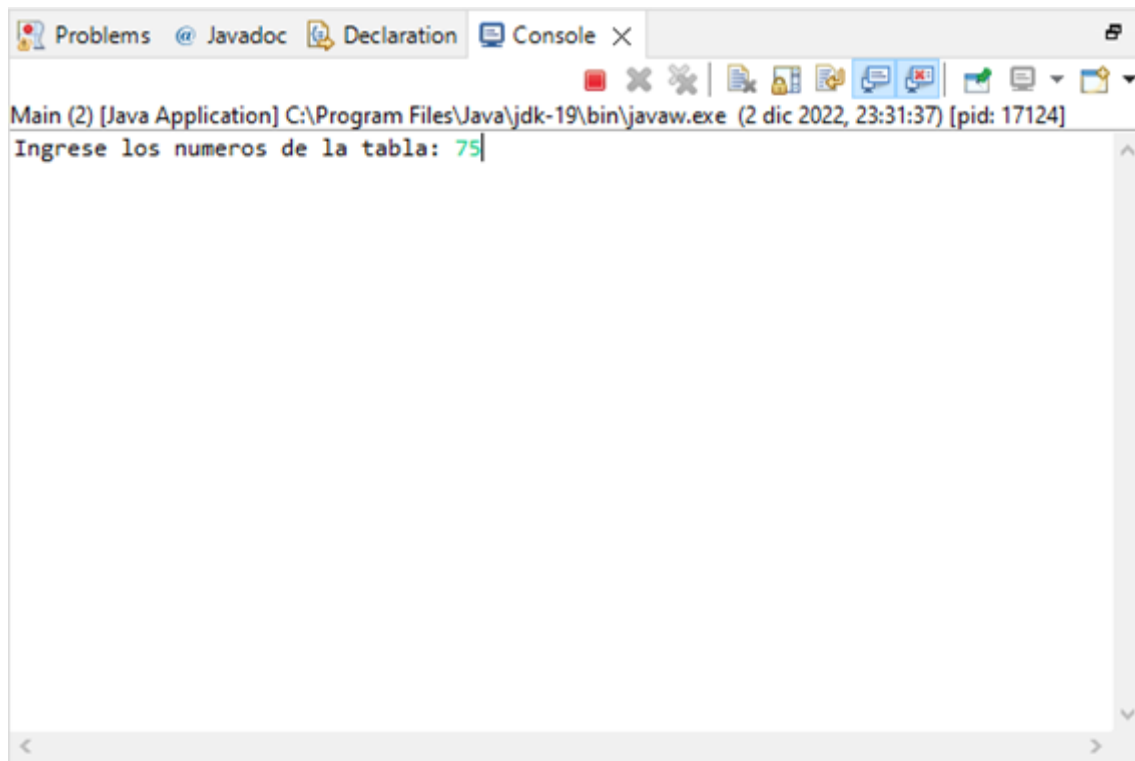 Problems @ Javadoc Declaration Console
Main (2) [Java Application] C:\Program Files\Java\jdk-19\bin\javaw.exe (2 dic 2022, 23:31:37) [pid: 17124]
Ingrese los numeros de la tabla: 75